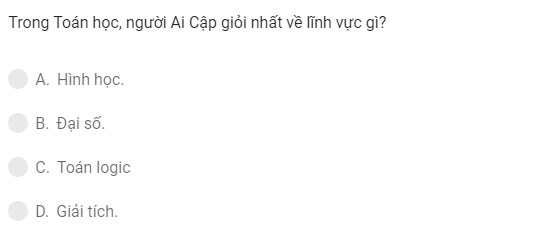 Trong Toán học, người Ai Cập giỏi nhất về lĩnh vực gì?
A. Hình học.
B. Đại số.
C. Toán logic
D. Giải tích.